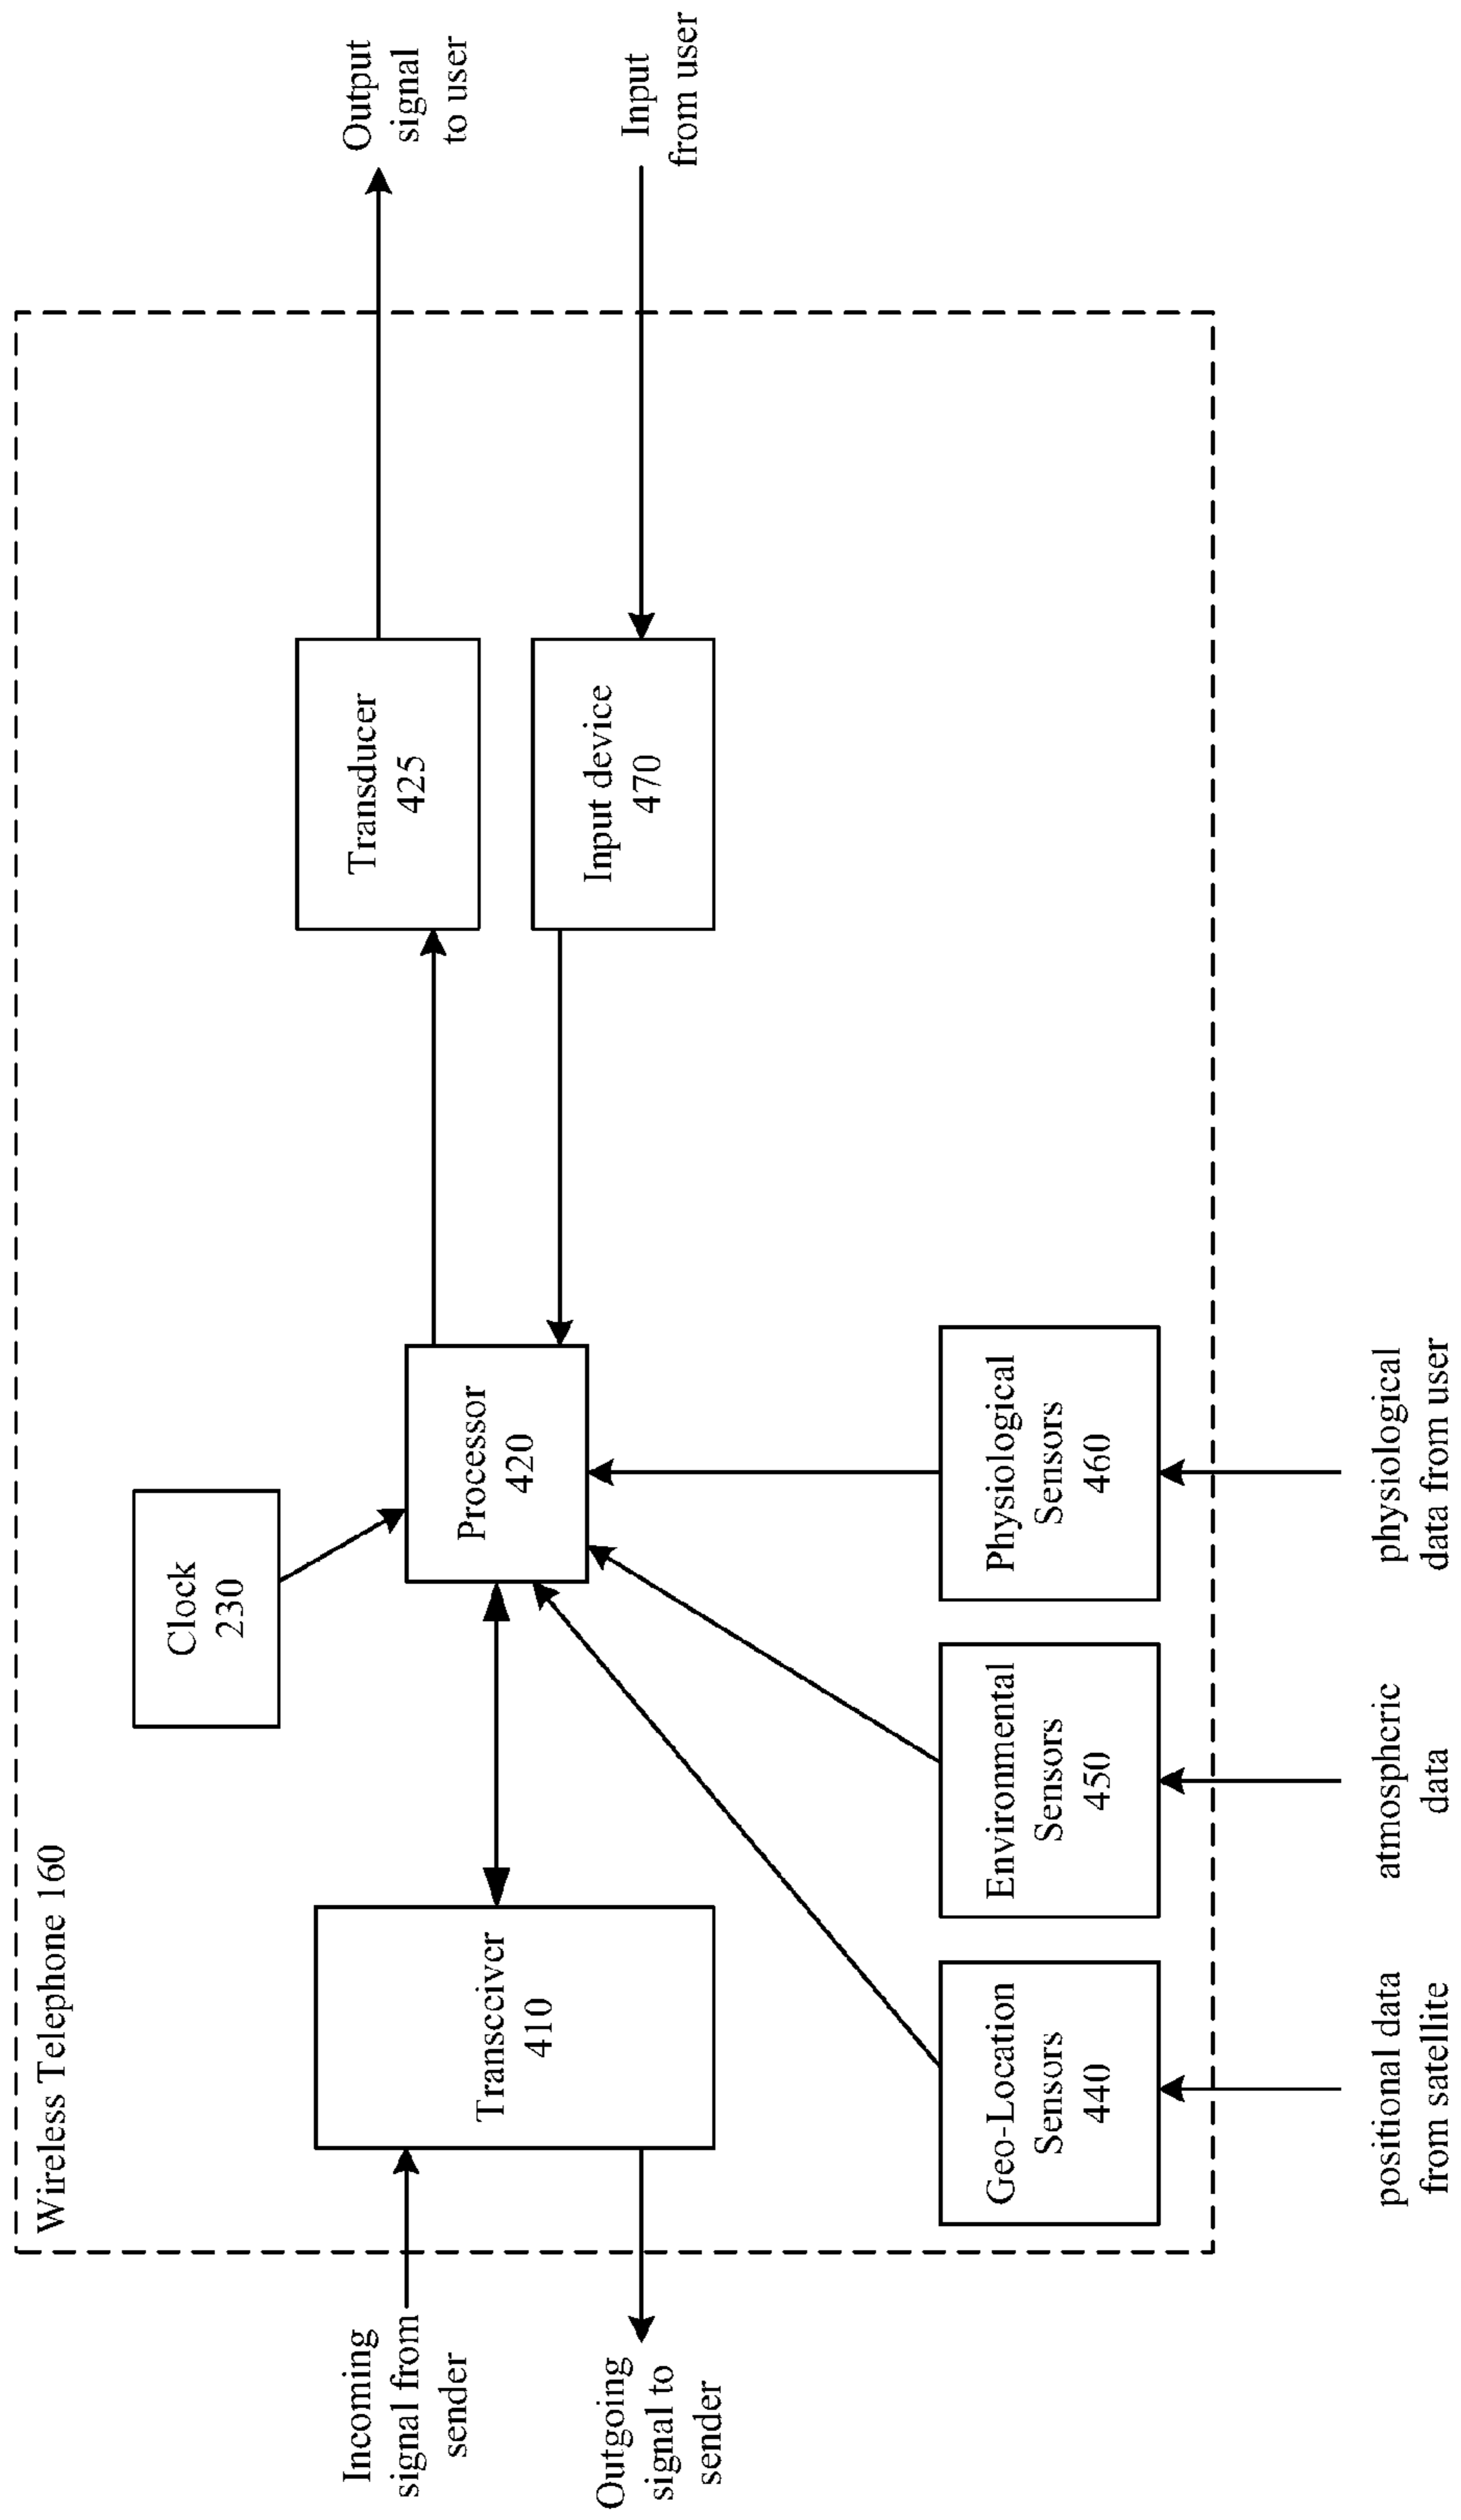 Wireless Telephone 160
Clock
230
Incoming
signal from
sender
Outgoing
signal to
sender
Transceiver
410
Processor
420
Transducer
425
Input device
470
Output
signal
to user
Input
from user
Geo-Location
Sensors
440
Environmental
Sensors
450
Physiological
Sensors
460
positional data
from satellite
atmospheric
data
physiological
data from user